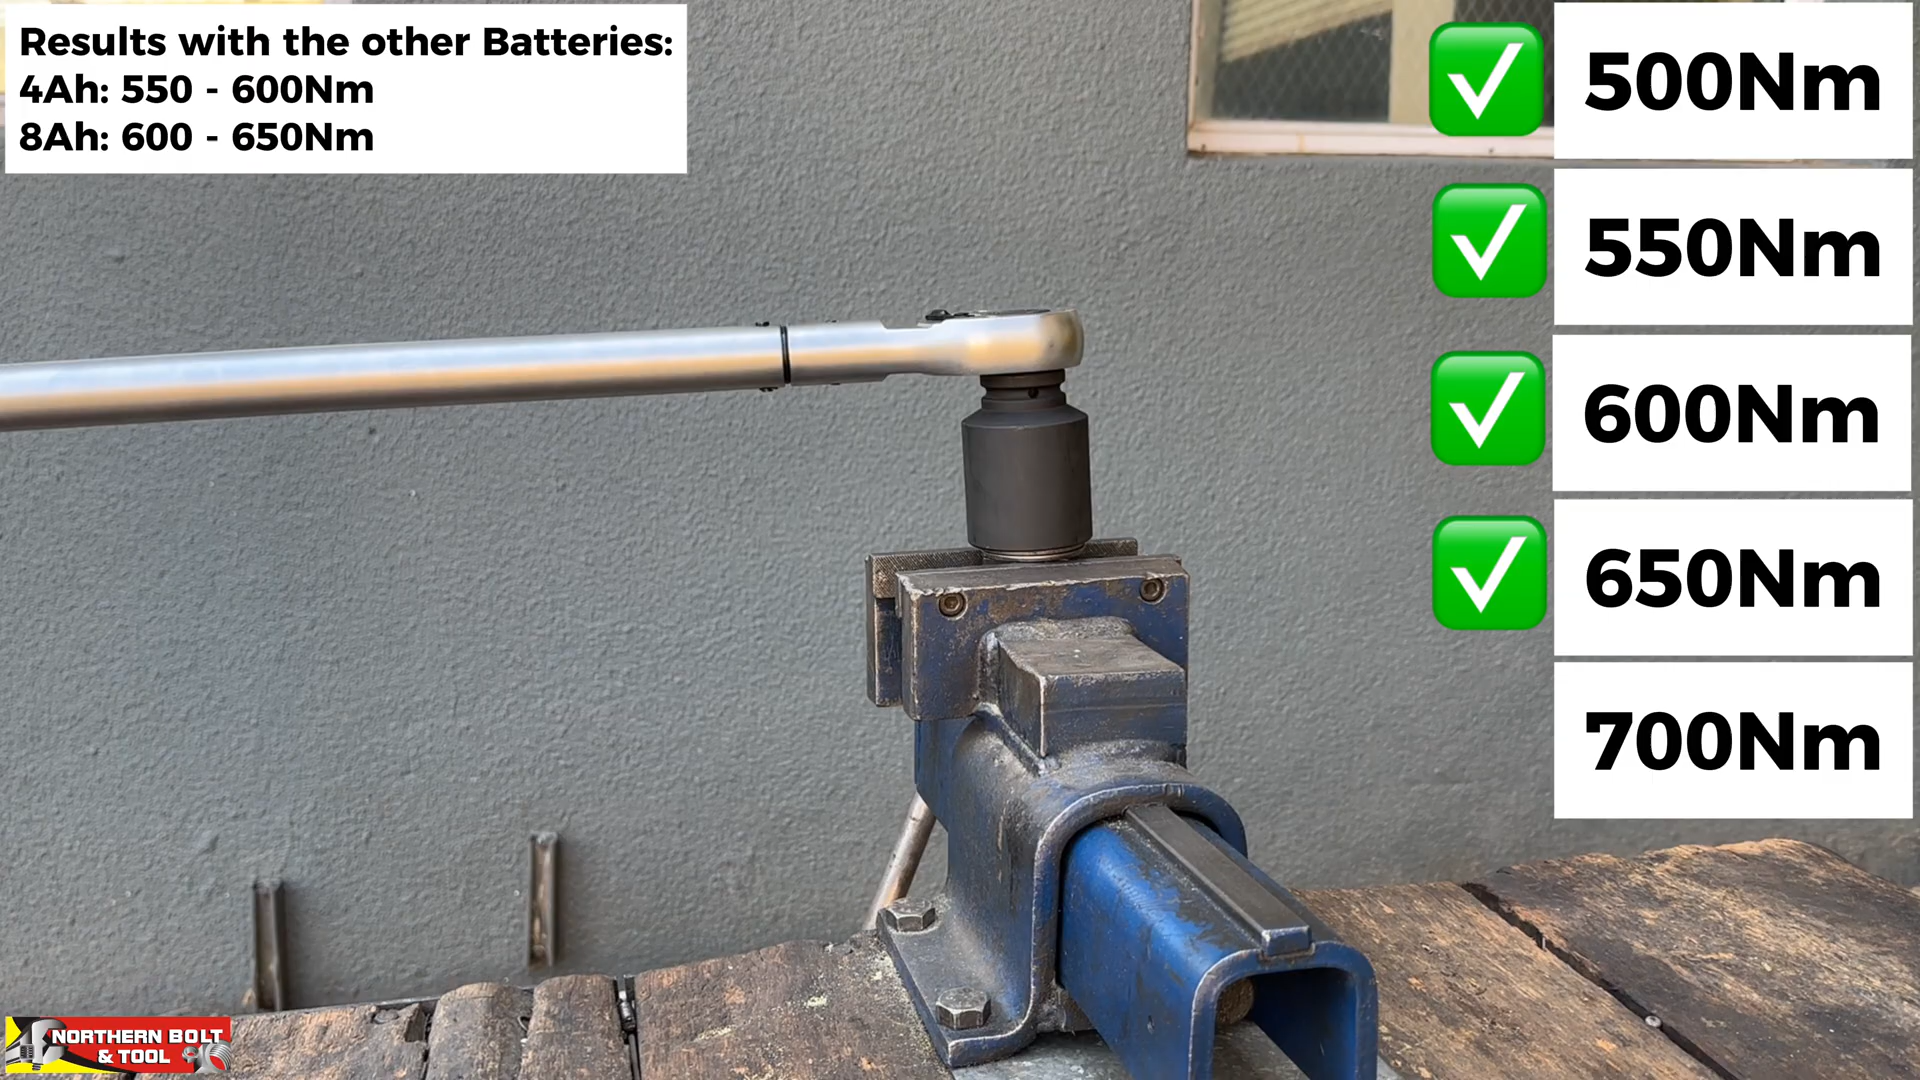 Results with the other Batteries:
4Ah: 550 - 600Nm
8Ah: 600 - 650Nm
500Nm
550Nm
600Nm
650Nm
700Nm
NORTHERN BOLT
& TOOL